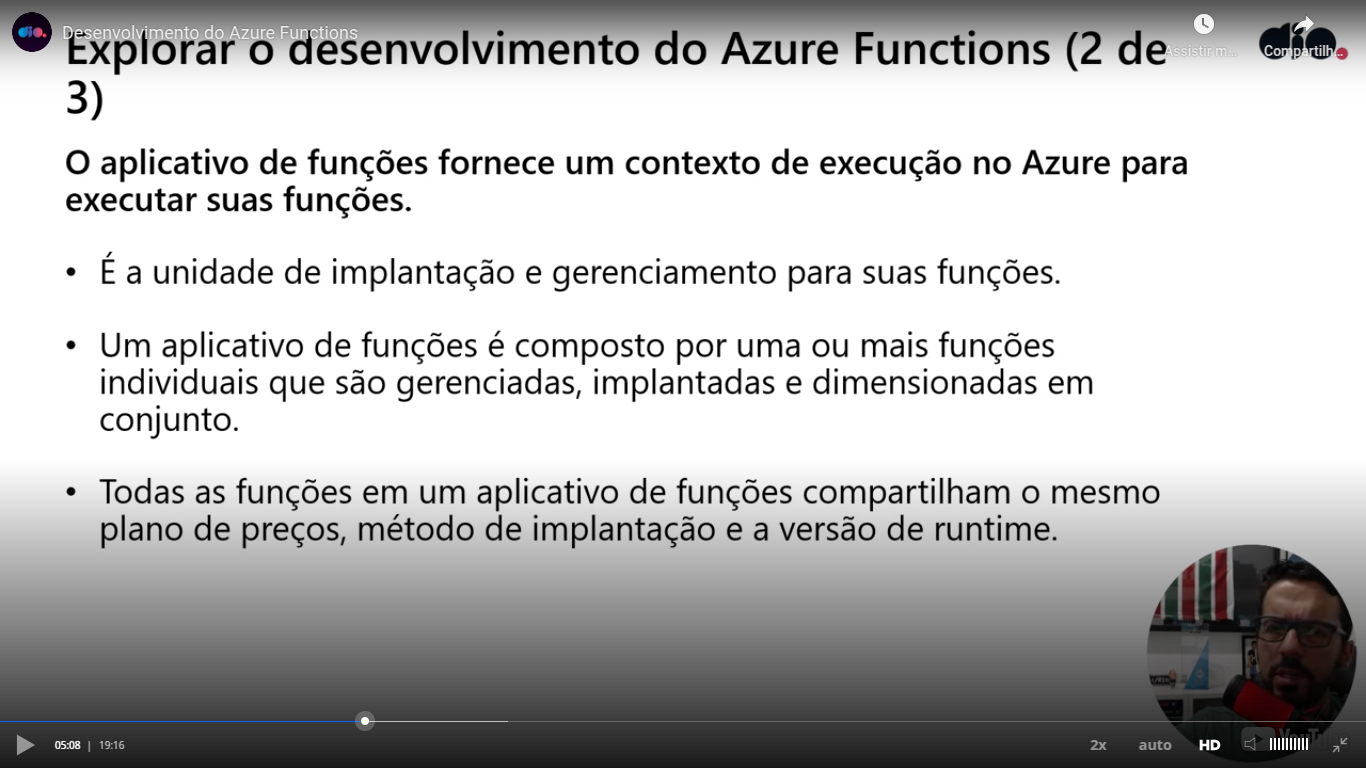 dio.
Desenvolvimento do Azure Functions
Assistir m...
Compartilh...
Explorar o desenvolvimento do Azure Functions (2 de
3)
O aplicativo de funções fornece um contexto de execução no Azure para
executar suas funções.
• É a unidade de implantação e gerenciamento para suas funções.
• Um aplicativo de funções é composto por uma ou mais funções
individuais que são gerenciadas, implantadas e dimensionadas em
conjunto.
• Todas as funções em um aplicativo de funções compartilham o mesmo
plano de preços, método de implantação e a versão de runtime.
YouTube
05:08 | 19:16
2x
auto
HD